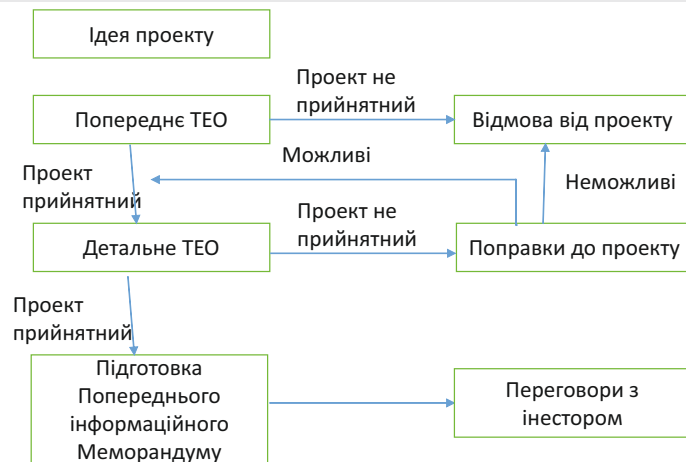 Ідея проекту
Проект не
прийнятний
Попереднє ТЕО
Відмова від проекту
Можливі
Проект
прийнятний
Неможливі
Проект не
прийнятний
Детальне ТЕО
Поправки до проекту
Проект
прийнятний
Підготовка
Попереднього
інформаційного
Меморандуму
Переговори з
інестором